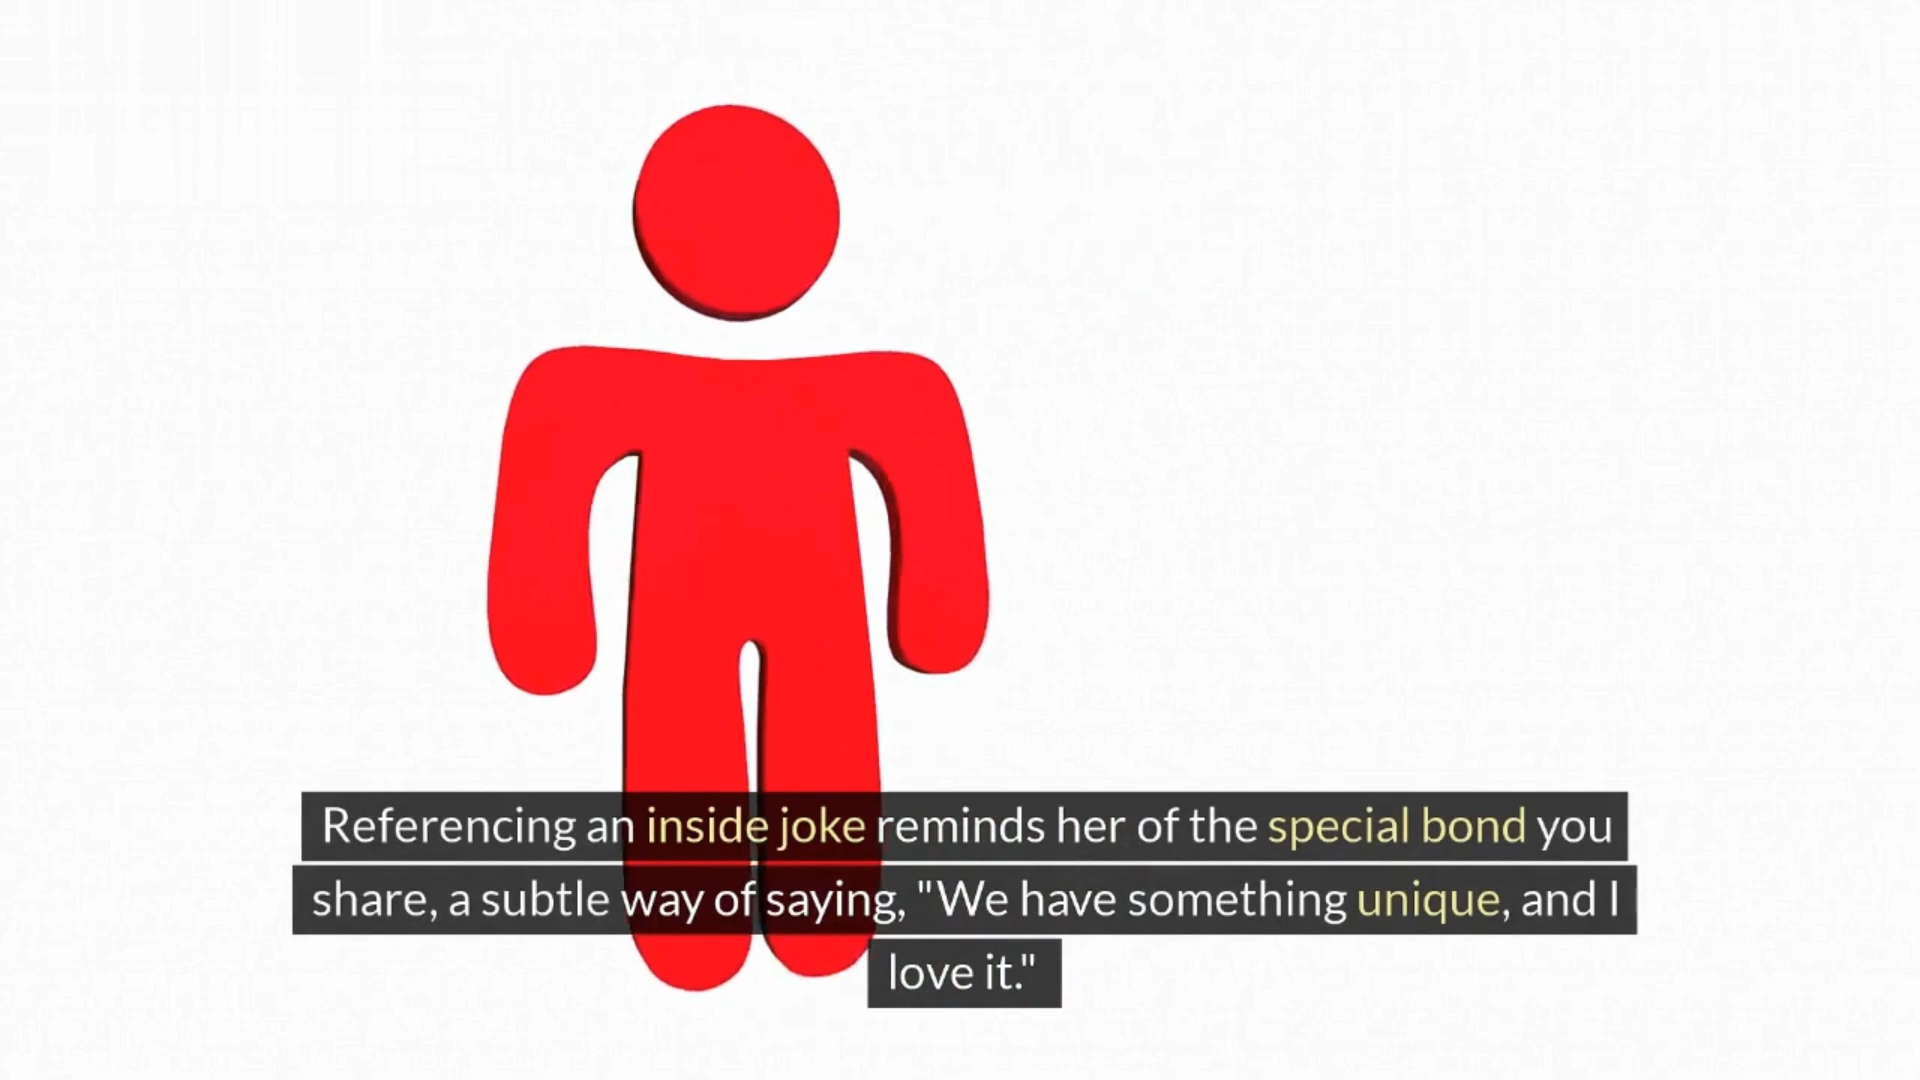 Referencing an inside joke reminds her of the special bond you
share, a subtle way of saying, "We have something unique, and I
love it."